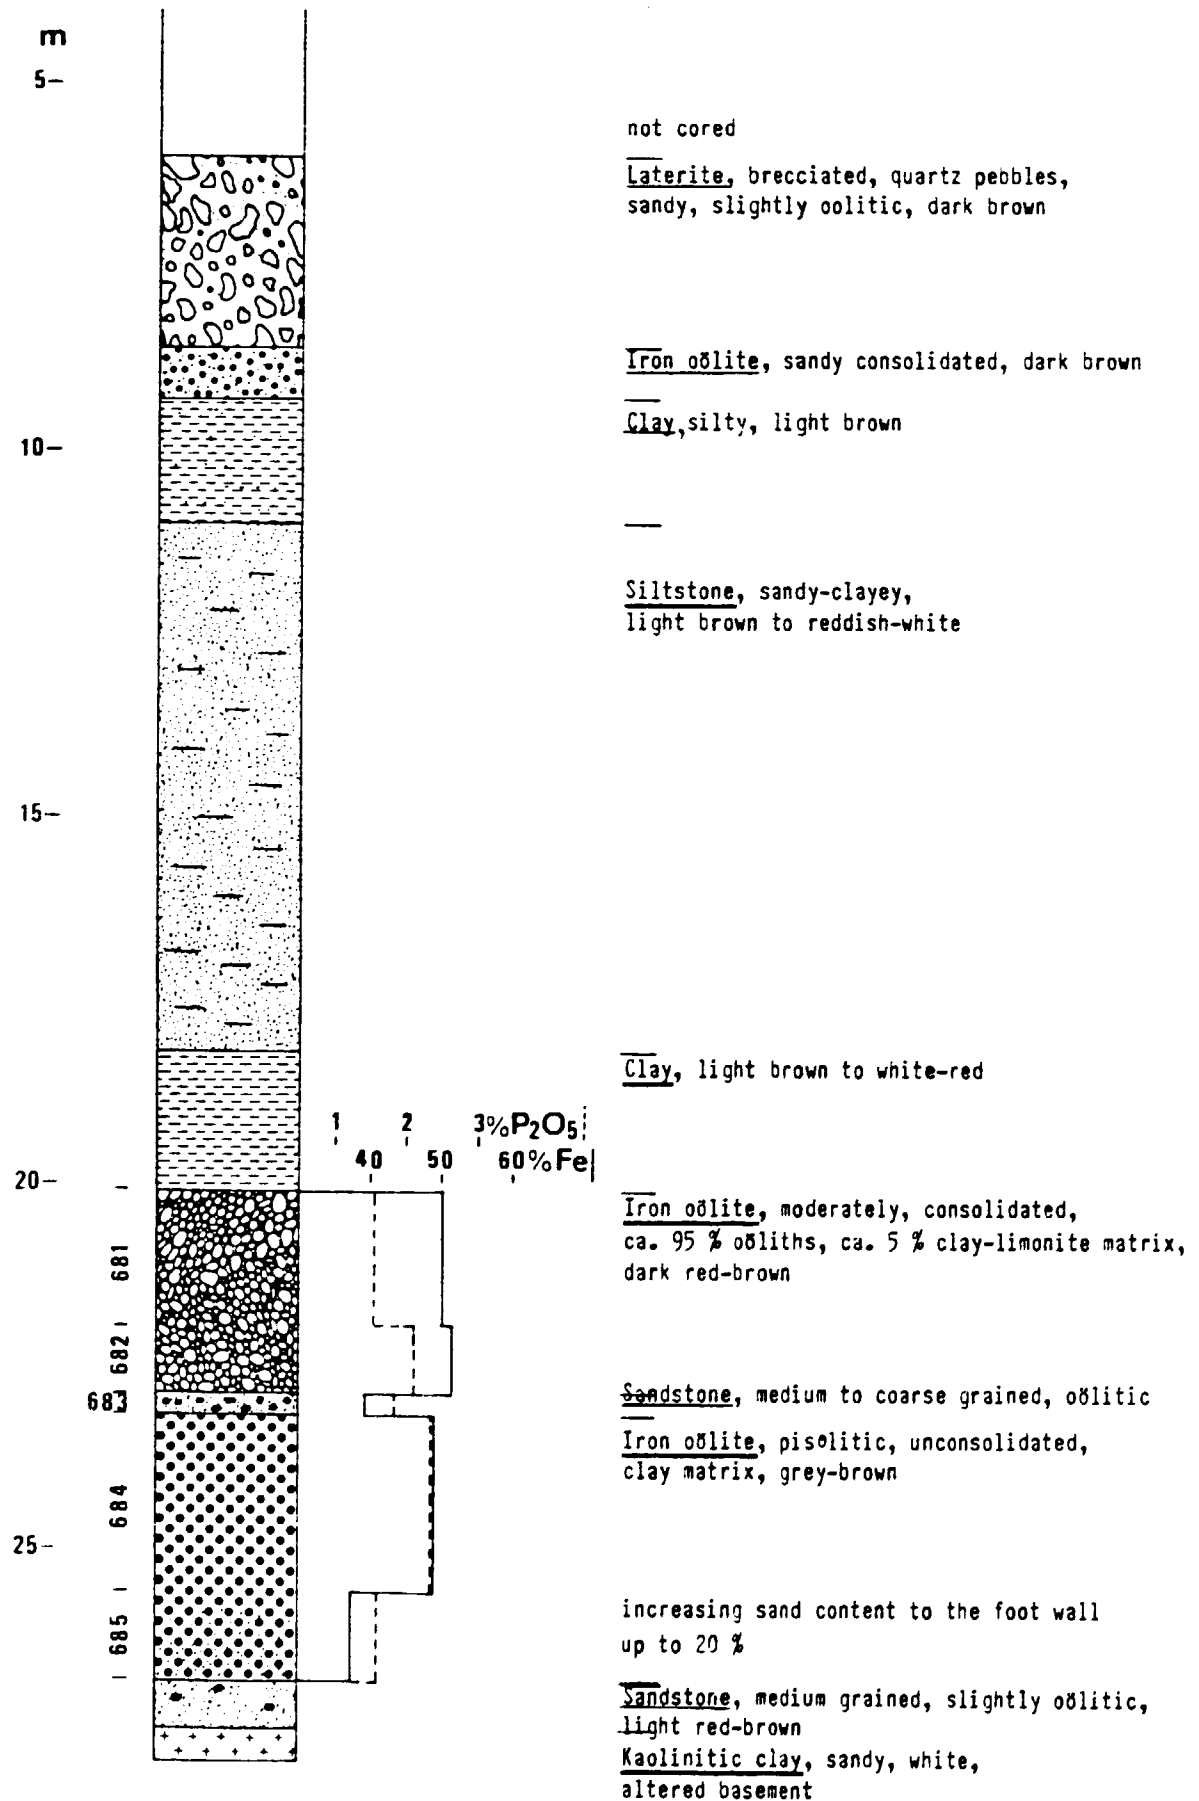 m
5—
not cored
Laterite, brecciated, quartz pebbles,
sandy, slightly oolitic, dark brown
Iron oölite, sandy consolidated, dark brown
Clay, silty, light brown
10—
Siltstone, sandy-clayey,
light brown to reddish-white
15—
Clay, light brown to white-red
1 2 3%P₂O₅
40 50 60%Fe
20—
Iron oölite, moderately, consolidated,
ca. 95 % oöliths, ca. 5 % clay-limonite matrix,
dark red-brown
681
682
683
Sandstone, medium to coarse grained, oölitic
Iron oölite, pisolitic, unconsolidated,
clay matrix, grey-brown
684
25—
increasing sand content to the foot wall
up to 20 %
685
Sandstone, medium grained, slightly oölitic,
light red-brown
Kaolinitic clay, sandy, white,
altered basement